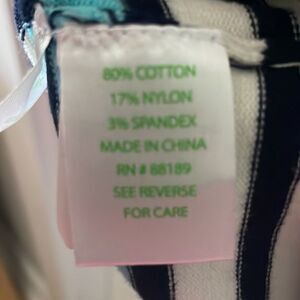 80% COTTON
17% NYLON
3% SPANDEX
MADE IN CHINA
RN # 88189
SEE REVERSE
FOR CARE